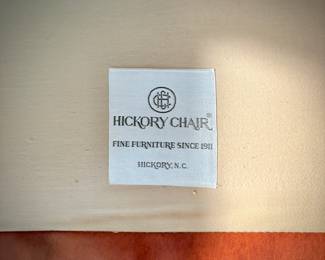 HICKORY CHAIR®
FINE FURNITURE SINCE 1911
HICKORY, N.C.